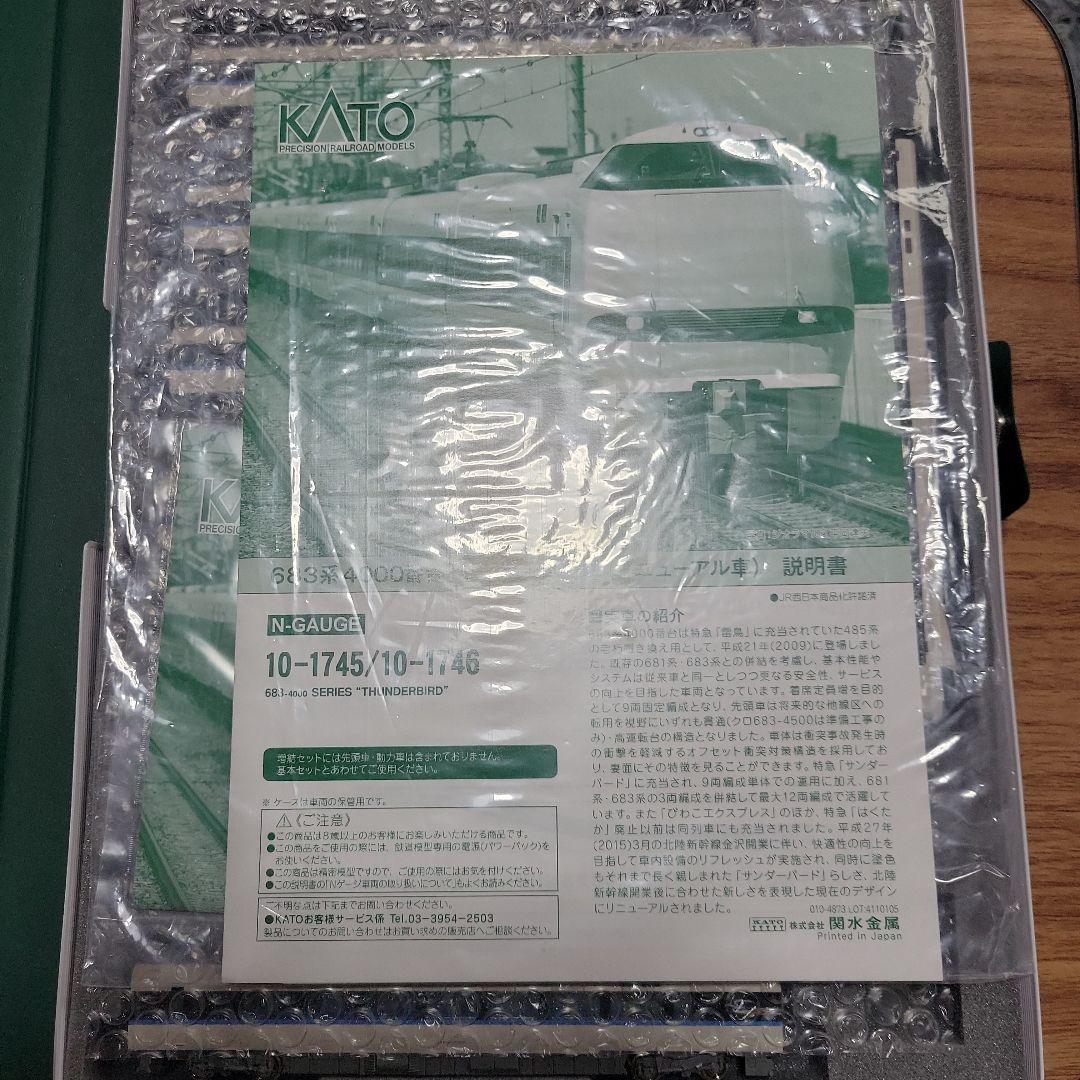 KATO
PRECISION RAILROAD MODELS
K
PRECISIO
683系4000番
ニューアル車） 説明書
●JR西日本商品化許諾済
N-GAUGE
10-1745/10-1746
683-4000 SERIES "THUNDERBIRD"
増結セットには先頭車・動力車は含まれておりません。
基本セットとあわせてご使用ください。
※ ケースは車両の保管用です。
⚠《ご注意》
●この商品は8歳以上のお客様にお楽しみいただける商品です。
●この商品をご使用の際には、鉄道模型専用の電源(パワーパック)を
お使いください。
●この商品は精密模型ですので、ご使用の際にはお気を付けください。
●この説明書の「Nゲージ車両の取り扱いについて」もよくお読みください。
ご不明な点は下記までお問い合わせください。
●KATOお客様サービス係 Tel.03-3954-2503
製品についてのお問い合わせはお買い求めの販売店へご相談ください。
車の紹介
000番台は特急「雷鳥」に充当されていた485系
き換え用として、平成21年(2009)に登場しまし
た。既存の681系・683系との併結を考慮し、基本性能や
システムは従来車と同一としつつ更なる安全性、サービス
の向上を目指した車両となっています。着席定員増を目的
として9両固定編成となり、先頭車は将来的な他線区への
転用を視野にいずれも貫通(クロ683-4500は準備工事の
み)・高運転台の構造となりました。車体は衝突事故発生時
の衝撃を軽減するオフセット衝突対策構造を採用してお
り、妻面にその特徴を見ることができます。特急「サンダー
バード」に充当され、9両編成単体での運用に加え、681
系・683系の3両編成を併結して最大12両編成で活躍して
います。また「びわこエクスプレス」のほか、特急「はくた
か」廃止以前は同列車にも充当されました。平成27年
(2015)3月の北陸新幹線金沢開業に伴い、快適性の向上を
目指して車内設備のリフレッシュが実施され、同時に塗色
もそれまで長く親しまれた「サンダーバード」らしさ、北陸
新幹線開業後に合わせた新しさを表現した現在のデザイン
にリニューアルされました。
010-4873 LOT:4110105
KATO 株式会社 関水金属
Printed in Japan